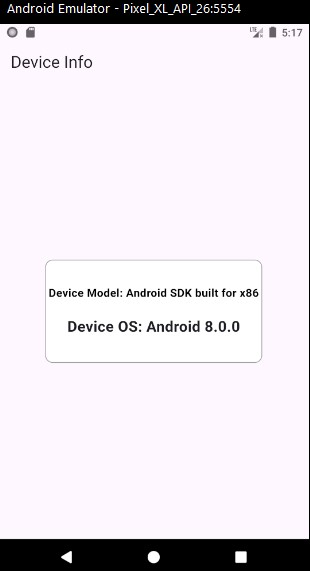 Android Emulator - Pixel_XL_API_26:5554
LTE 5:17
Device Info
Device Model: Android SDK built for x86
Device OS: Android 8.0.0